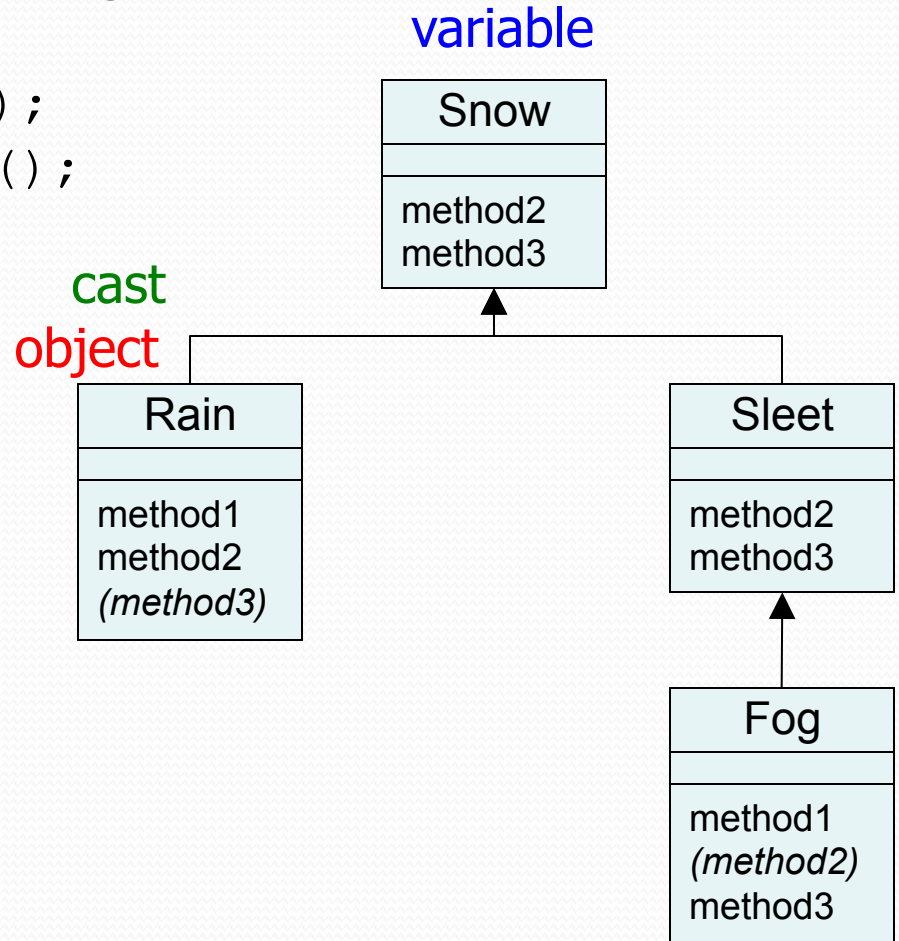 variable
);
();
Snow
method2
method3
cast
object
Rain
method1
method2
(method3)
Sleet
method2
method3
Fog
method1
(method2)
method3